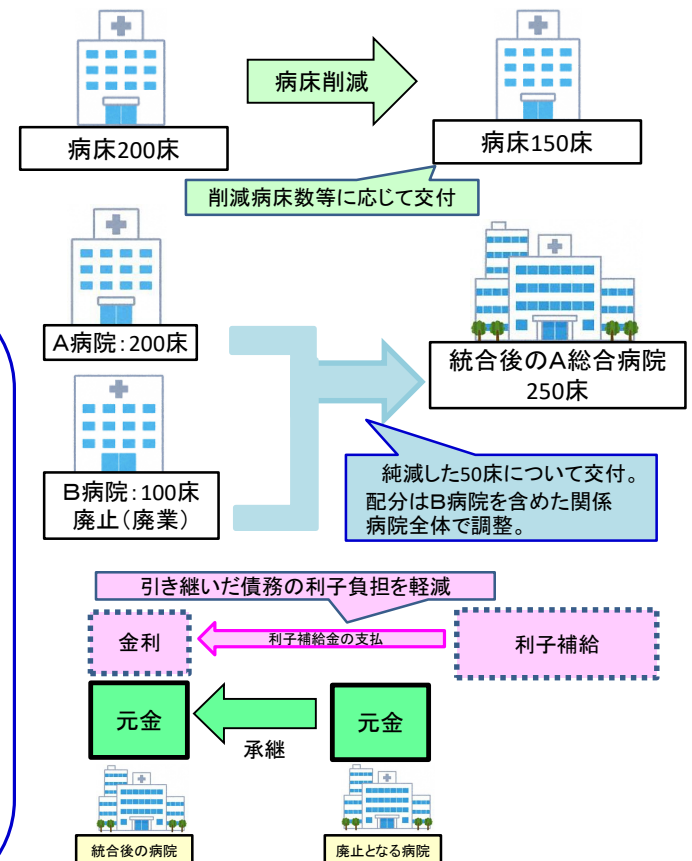 病床削減
病床200床
病床150床
削減病床数等に応じて交付
A病院:200床
統合後のA総合病院
250床
B病院:100床
廃止(廃業)
純減した50床について交付。
配分はB病院を含めた関係
病院全体で調整。
引き継いだ債務の利子負担を軽減
金利
利子補給金の支払
利子補給
元金
元金
承継
統合後の病院
廃止となる病院